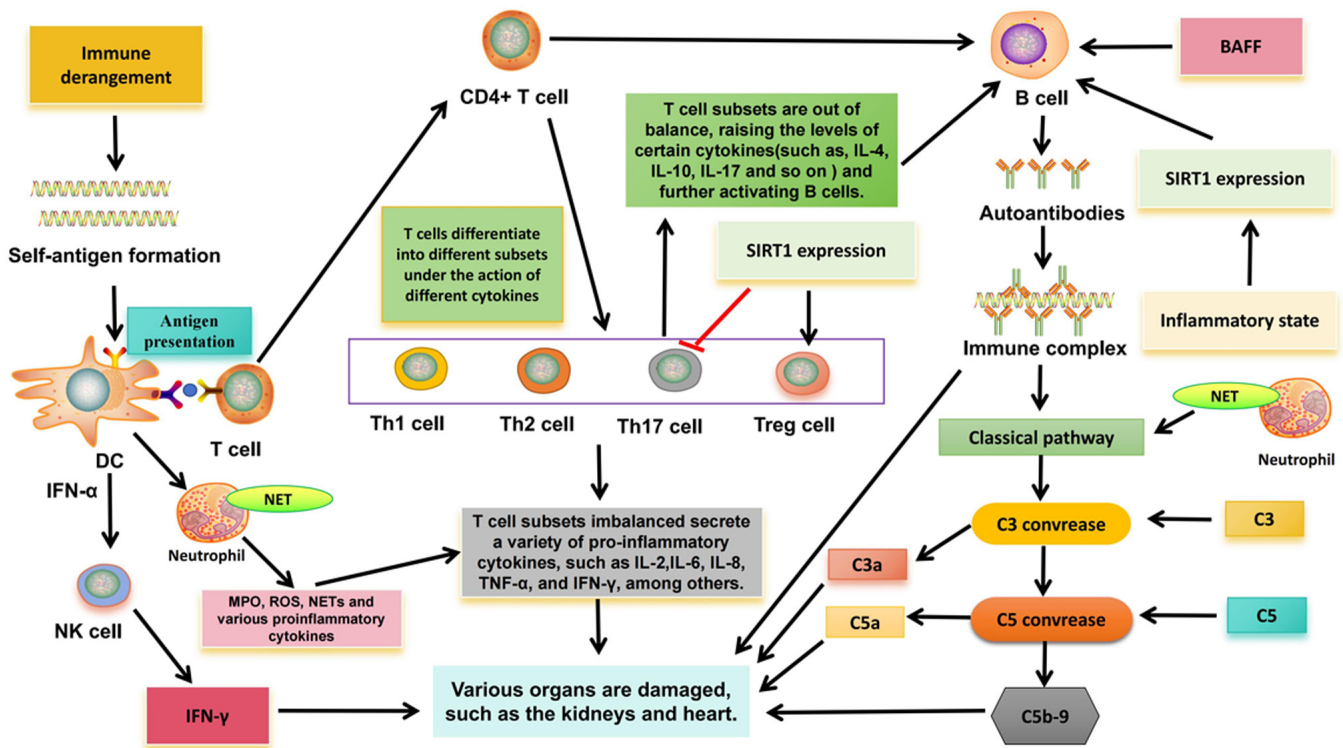 Immune
derangement
Self-antigen formation
Antigen
presentation
DC
T cell
IFN-α
NK cell
IFN-γ
NET
Neutrophil
MPO, ROS, NETs and
various proinflammatory
cytokines
CD4+ T cell
T cells differentiate
into different subsets
under the action of
different cytokines
T cell subsets are out of
balance, raising the levels of
certain cytokines(such as, IL-4,
IL-10, IL-17 and so on ) and
further activating B cells.
SIRT1 expression
Th1 cell
Th2 cell
Th17 cell
Treg cell
T cell subsets imbalanced secrete
a variety of pro-inflammatory
cytokines, such as IL-2,IL-6, IL-8,
TNF-α, and IFN-γ, among others.
Various organs are damaged,
such as the kidneys and heart.
B cell
BAFF
Autoantibodies
SIRT1 expression
Immune complex
Inflammatory state
NET
Neutrophil
Classical pathway
C3 convrease
C3
C3a
C5 convrease
C5
C5a
C5b-9